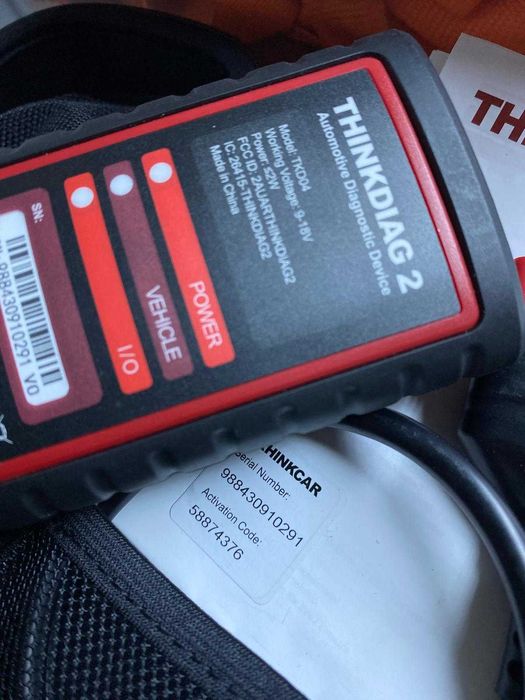 THINKDIAG 2
Automotive Diagnostic Device
Model: TKD04
Working Voltage: 9-18V
Power: ≤2W
FCC ID: 2AUARTHINKDIAG2
IC: 26415-THINKDIAG2
Made in China
POWER
VEHICLE
I/O
SN:
988430910291 V0
TH
THINKCAR
Serial Number:
988430910291
Activation Code:
58874376